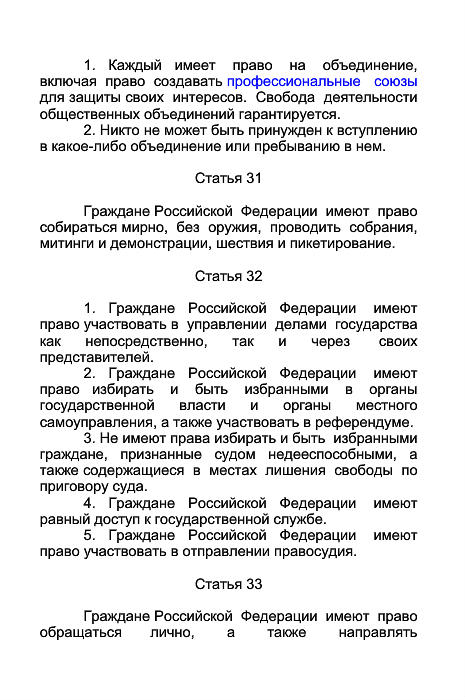 1. Каждый имеет право на объединение,
включая право создавать профессиональные союзы
для защиты своих интересов. Свобода деятельности
общественных объединений гарантируется.
2. Никто не может быть принужден к вступлению
в какое-либо объединение или пребыванию в нем.
Статья 31
Граждане Российской Федерации имеют право
собираться мирно, без оружия, проводить собрания,
митинги и демонстрации, шествия и пикетирование.
Статья 32
1. Граждане Российской Федерации имеют
право участвовать в управлении делами государства
как непосредственно, так и через своих
представителей.
2. Граждане Российской Федерации имеют
право избирать и быть избранными в органы
государственной власти и органы местного
самоуправления, а также участвовать в референдуме.
3. Не имеют права избирать и быть избранными
граждане, признанные судом недееспособными, а
также содержащиеся в местах лишения свободы по
приговору суда.
4. Граждане Российской Федерации имеют
равный доступ к государственной службе.
5. Граждане Российской Федерации имеют
право участвовать в отправлении правосудия.
Статья 33
Граждане Российской Федерации имеют право
обращаться лично, а также направлять